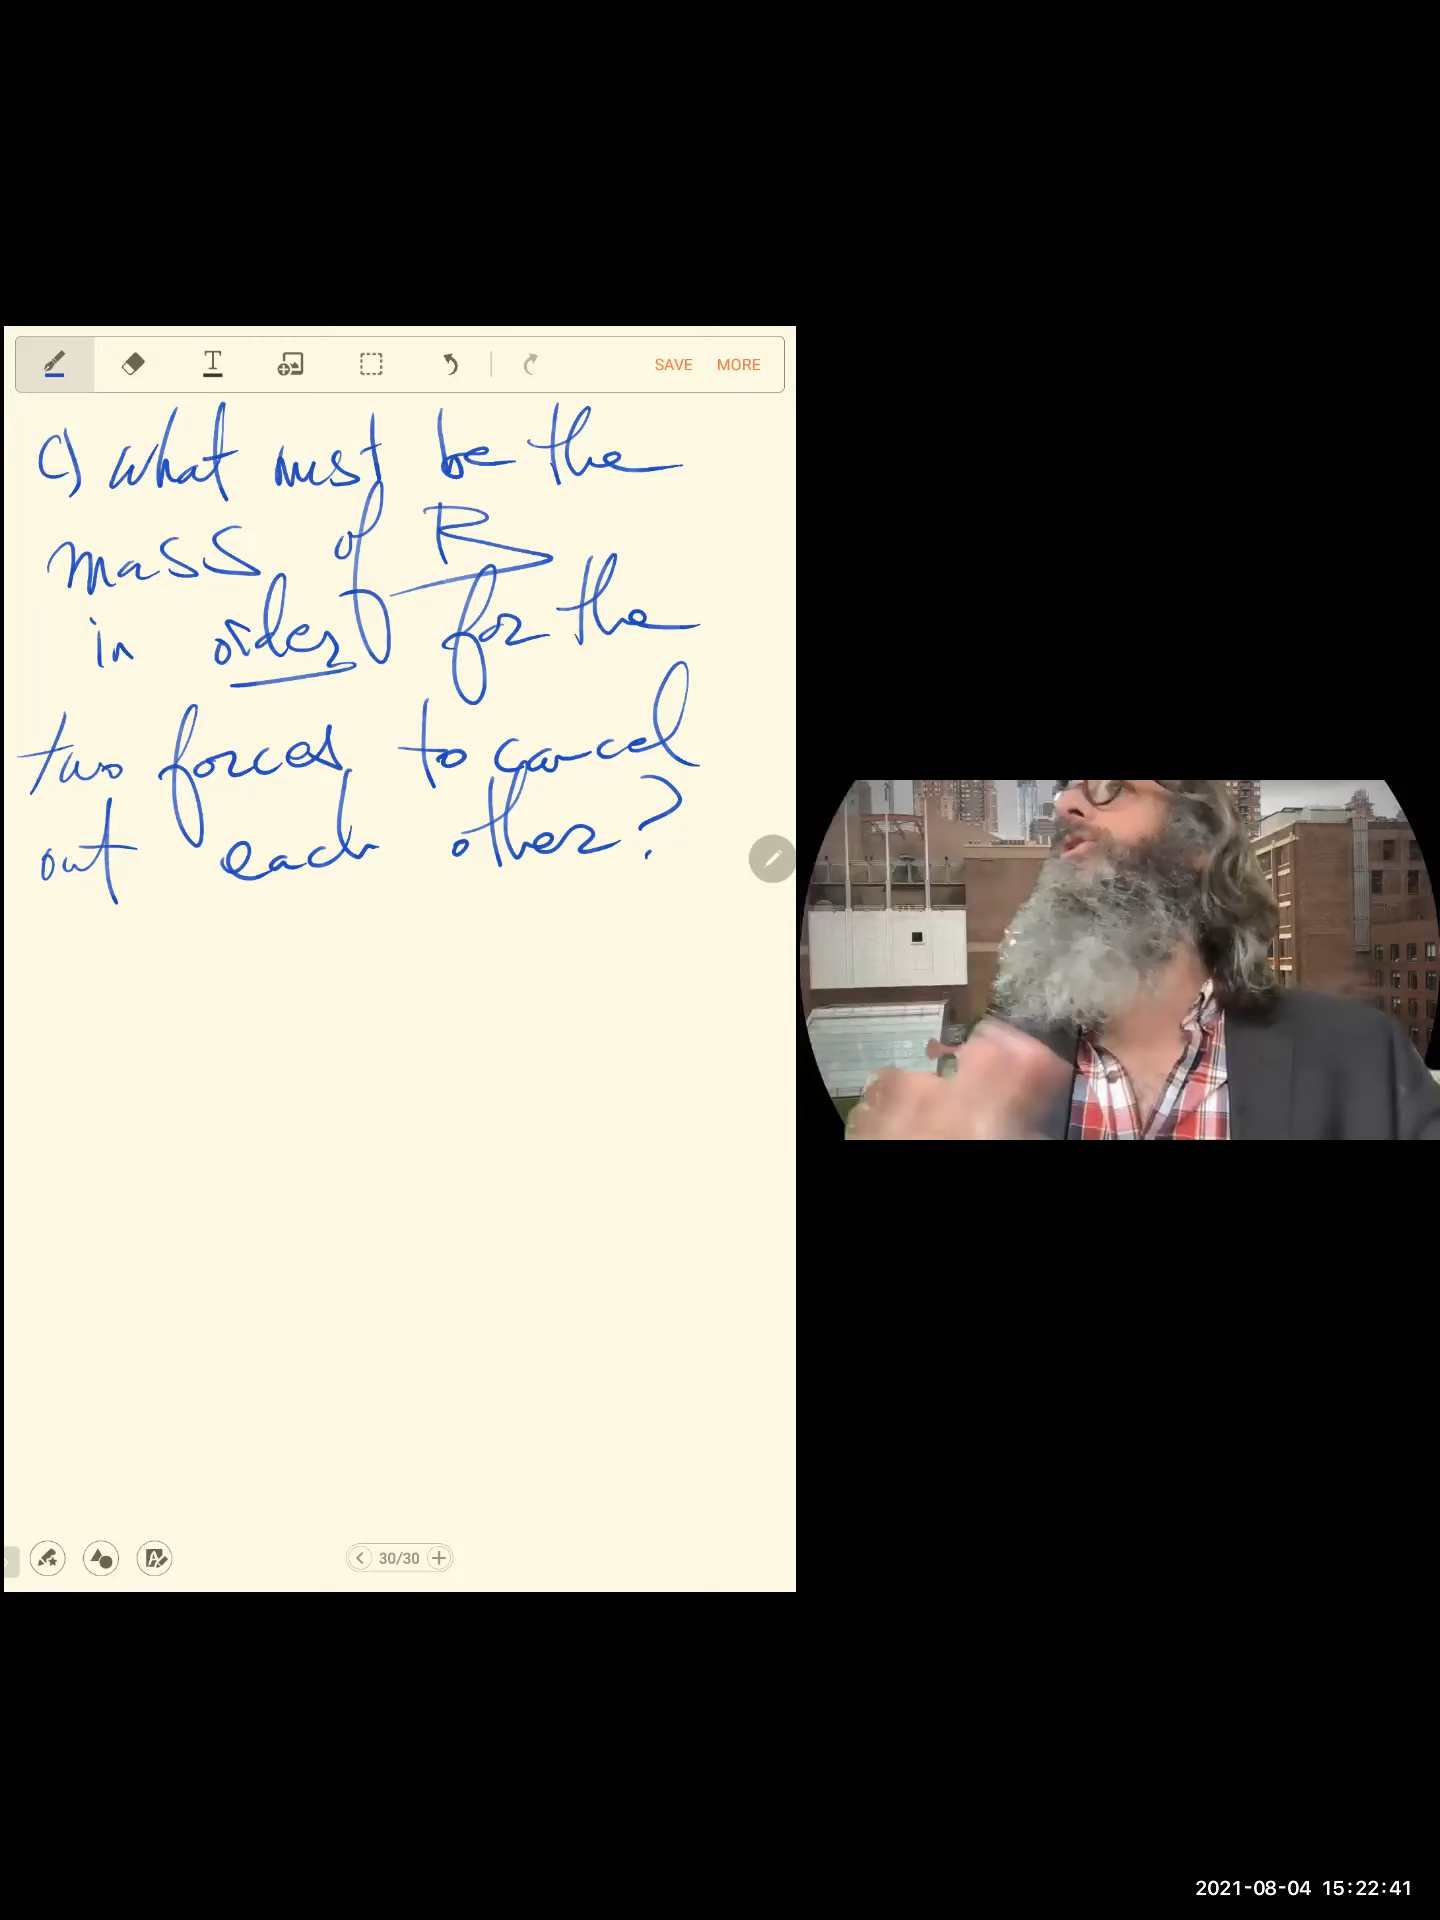 T
SAVE MORE
c) what must be the
mass of R
in order for the
two forces to cancel
out each other?
30/30
2021-08-04 15:22:41